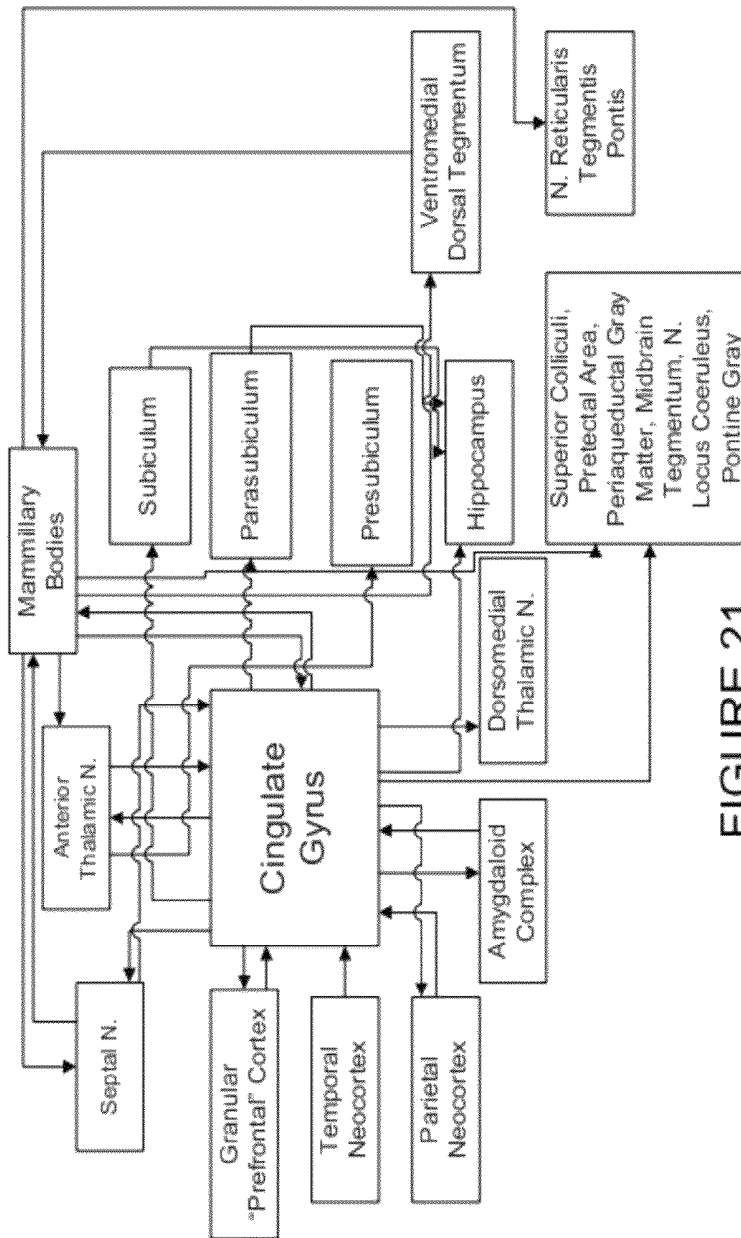 Mammillary
Bodies
Anterior
Thalamic N.
Septal N.
Subiculum
Parasubiculum
Presubiculum
Hippocampus
Ventromedial
Dorsal Tegmentum
N. Reticularis
Tegmentis
Pontis
Cingulate
Gyrus
Granular
"Prefrontal" Cortex
Temporal
Neocortex
Parietal
Neocortex
Amygdaloid
Complex
Dorsomedial
Thalamic N.
Superior Colliculi,
Pretectal Area,
Periaqueductal Gray
Matter, Midbrain
Tegmentum, N.
Locus Coeruleus,
Pontine Gray
FIGURE 21